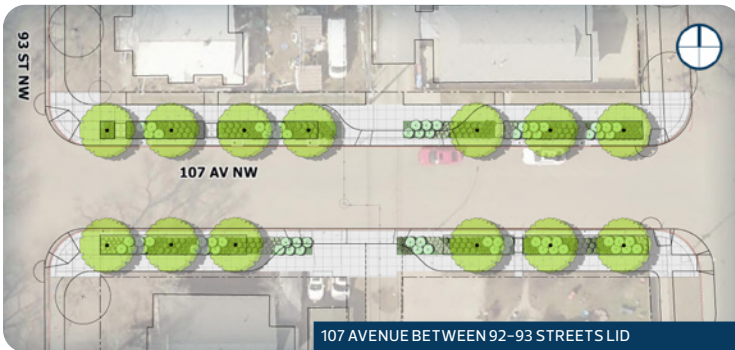 93 ST NW
107 AV NW
107 AVENUE BETWEEN 92-93 STREETS LID